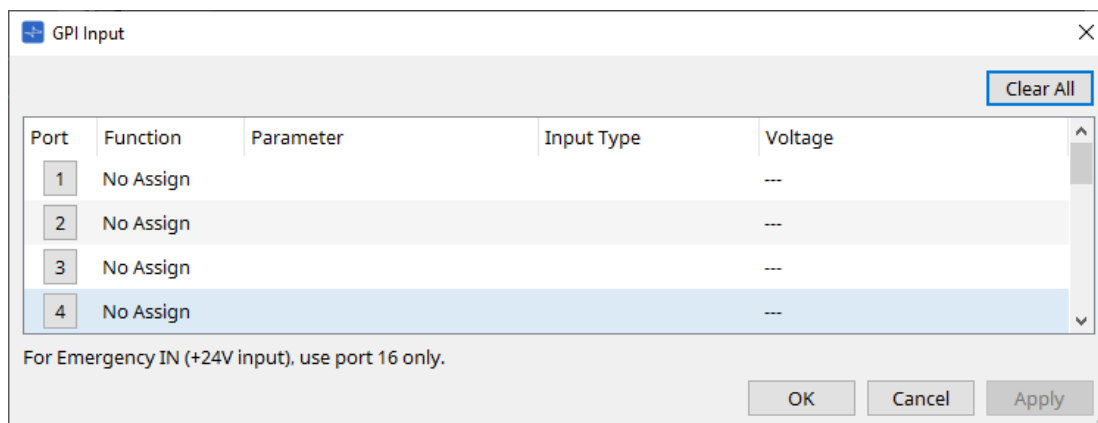 GPI Input
Clear All
Port Function Parameter Input Type Voltage
1 No Assign ---
2 No Assign ---
3 No Assign ---
4 No Assign ---
For Emergency IN (+24V input), use port 16 only.
OK Cancel Apply